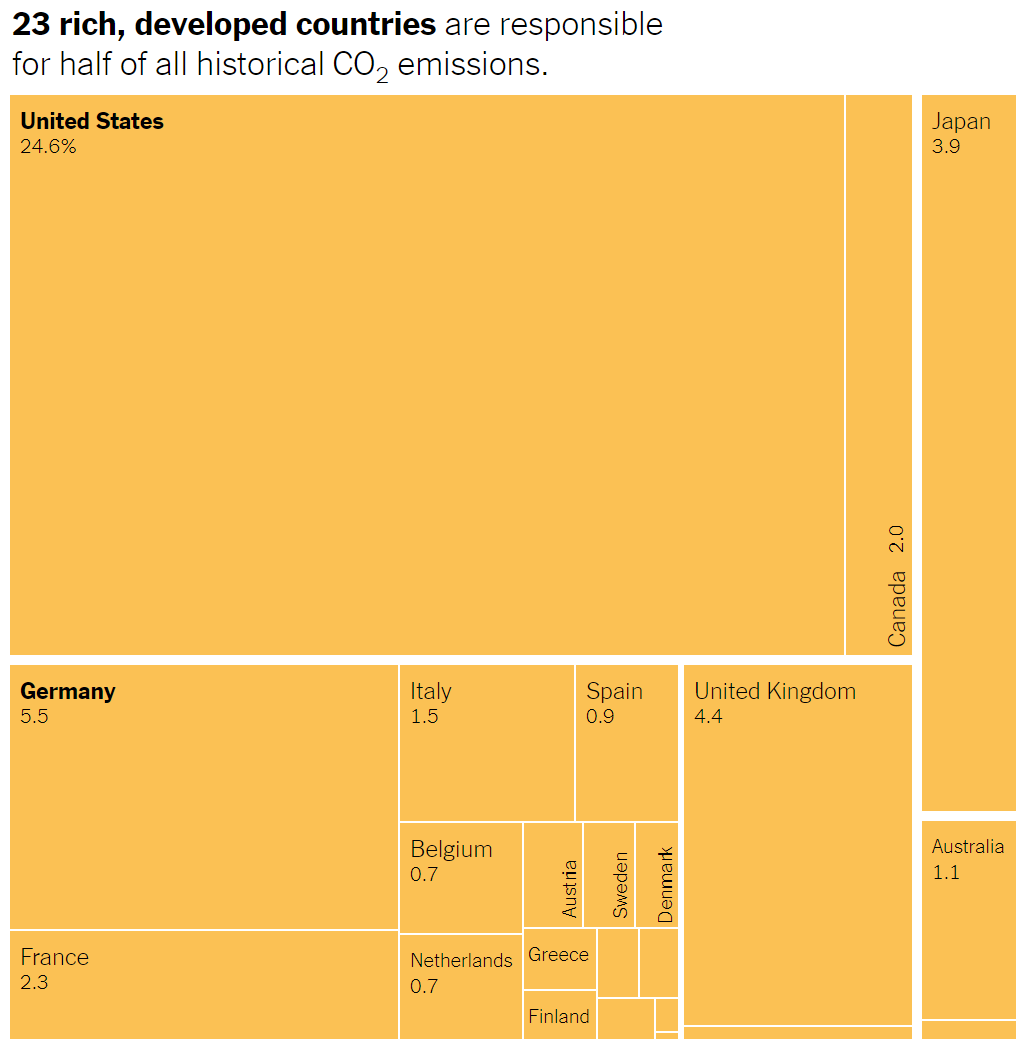 23 rich, developed countries are responsible
for half of all historical CO₂ emissions.
United States
24.6%
Canada 2.0
Japan
3.9
Germany
5.5
Italy
1.5
Spain
0.9
United Kingdom
4.4
Belgium
0.7
Austria
Sweden
Denmark
Australia
1.1
France
2.3
Netherlands
0.7
Greece
Finland